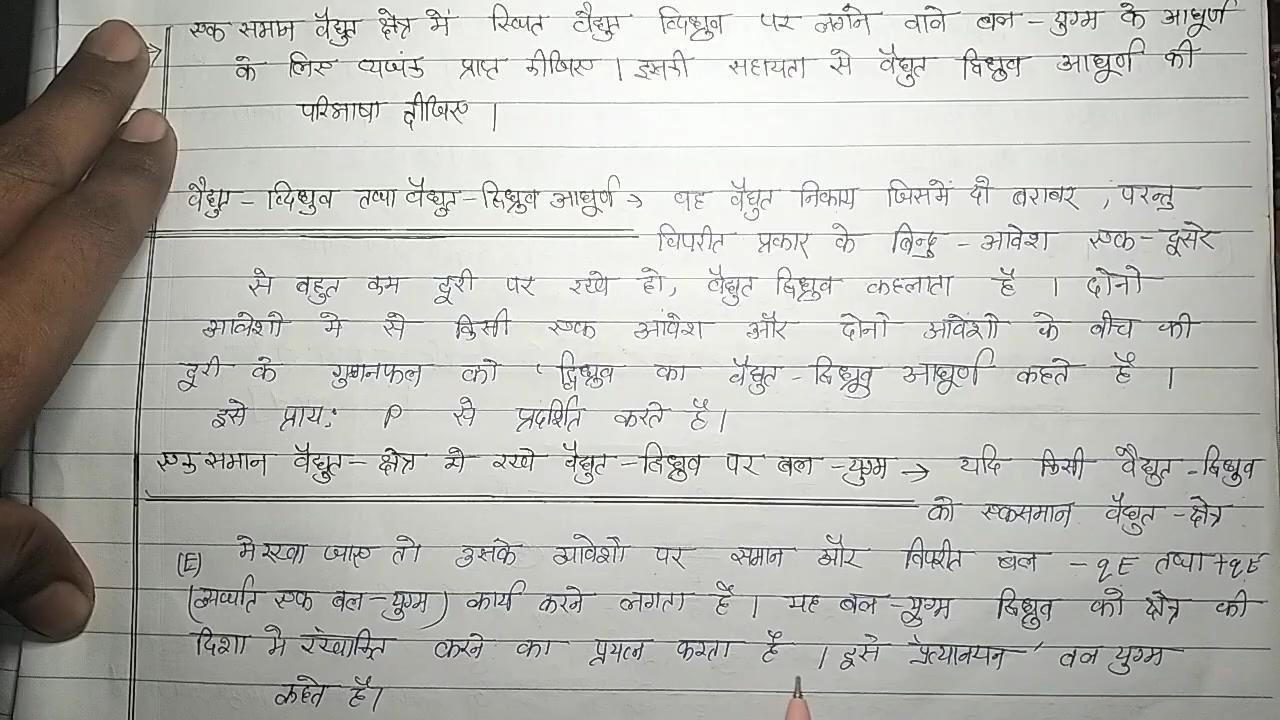 एक समान वैद्युत क्षेत्र में स्थित वैद्युत द्विध्रुव पर लगने वाले बल - युग्म के आघूर्ण
के लिए व्यंजक प्राप्त कीजिए । इसकी सहायता से वैद्युत द्विध्रुव आघूर्ण की
परिभाषा दीजिए ।
वैद्युत - द्विध्रुव तथा वैद्युत - द्विध्रुव आघूर्ण → वह वैद्युत निकाय जिसमें दो बराबर , परन्तु
विपरीत प्रकार के बिन्दु - आवेश एक - दूसरे
से बहुत कम दूरी पर रखे हो, वैद्युत द्विध्रुव कहलाता है । दोनो
आवेशो मे से किसी एक आवेश और दोनो आवेशो के बीच की
दूरी के गुणनफल को द्विध्रुव का वैद्युत - द्विध्रुव आघूर्ण कहते है ।
इसे प्राय: P से प्रदर्शित करते है ।
एक समान वैद्युत - क्षेत्र मे रखे वैद्युत - द्विध्रुव पर बल - युग्म → यदि किसी वैद्युत - द्विध्रुव
को एकसमान वैद्युत - क्षेत्र
(E) मे रखा जाए तो उसके आवेशो पर समान और विपरीत बल - qE तथा + qE
(अर्थात एक बल - युग्म) कार्य करने लगता है । यह बल - युग्म द्विध्रुव को क्षेत्र की
दिशा मे करने का प्रयत्न करता है । इसे प्रत्यानयन बल युग्म
कहते है ।